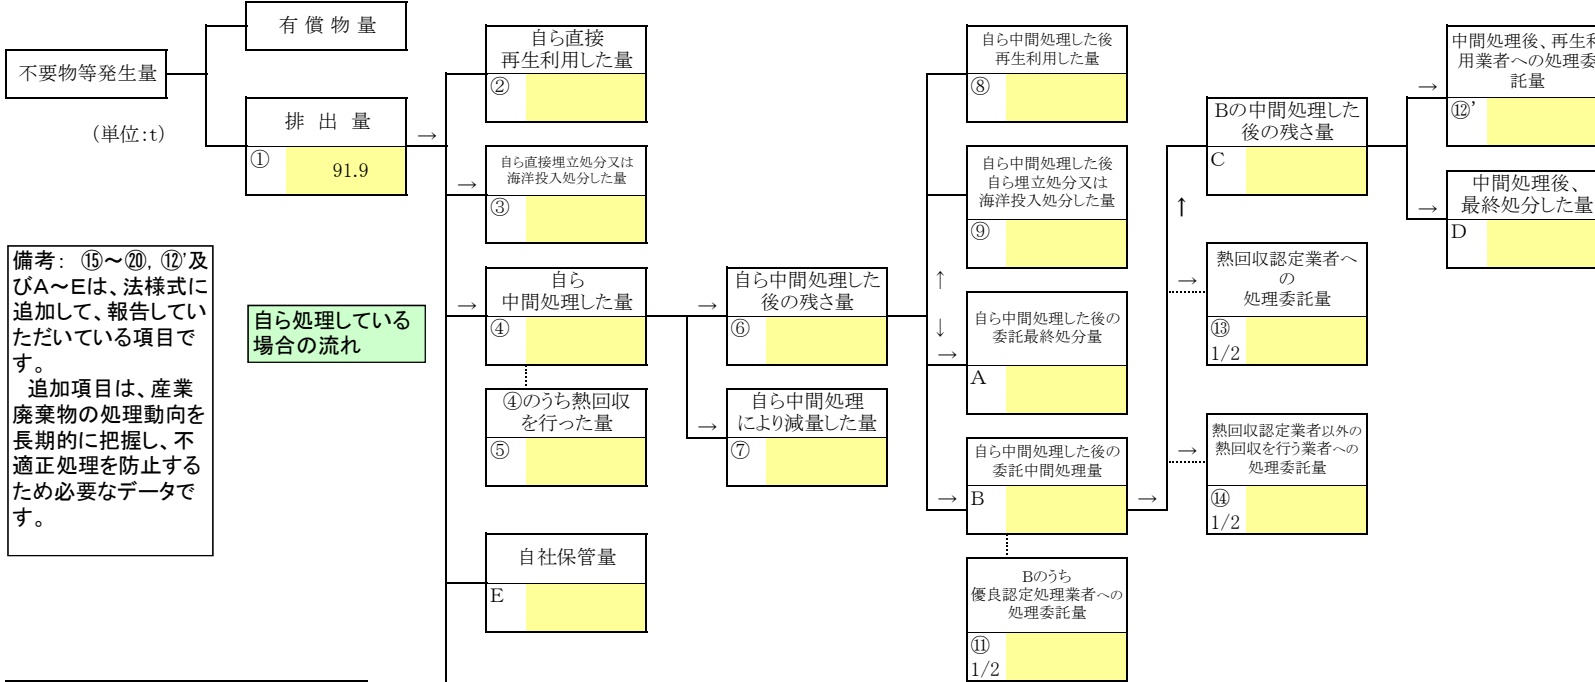 有 償 物 量
不要物等発生量
(単位:t)
排 出 量
①
91.9
→
備考： ⑮～⑳, ⑫'及
びA～Eは、法様式に
追加して、報告してい
ただいている項目で
す。
追加項目は、産業
廃棄物の処理動向を
長期的に把握し、不
適正処理を防止する
ため必要なデータで
す。
自ら処理している
場合の流れ
自ら直接
再生利用した量
②
→
自ら直接埋立処分又は
海洋投入処分した量
③
→
自ら
中間処理した量
④
④のうち熱回収
を行った量
⑤
自社保管量
E
→
自ら中間処理した
後の残さ量
⑥
→
自ら中間処理
により減量した量
⑦
自ら中間処理した後
再生利用した量
⑧
自ら中間処理した後
自ら埋立処分又は
海洋投入処分した量
⑨
↑
↓
→
自ら中間処理した後の
委託最終処分量
A
自ら中間処理した後の
委託中間処理量
→
B
→
Bのうち
優良認定処理業者への
処理委託量
⑪
1/2
Bの中間処理した
後の残さ量
C
↑
→
熱回収認定業者へ
の
処理委託量
⑬
1/2
→
熱回収認定業者以外の
熱回収を行う業者への
処理委託量
⑭
1/2
→
中間処理後、再生利
用業者への処理委
託量
⑫'
→
中間処理後、
最終処分した量
D